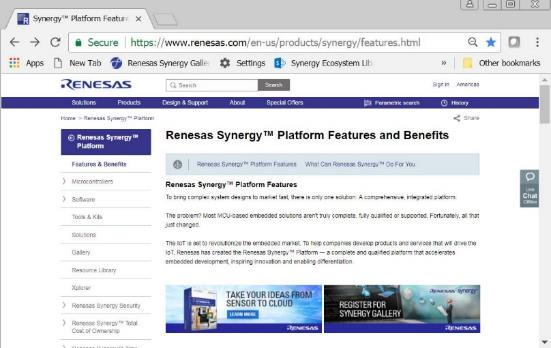 Synergy™ Platform Feature
Secure | https://www.renesas.com/en-us/products/synergy/features.html
Apps New Tab Renesas Synergy Galle Settings Synergy Ecosystem Lib » Other bookmarks
RENESAS Search Search Sign In Americas
Solutions Products Design & Support About Special Offers Parametric search History
Home > Renesas Synergy™ Platform Share
Renesas Synergy™ Platform
Renesas Synergy™ Platform Features and Benefits
Features & Benefits
Renesas Synergy™ Platform Features What Can Renesas Synergy™ Do For You
Microcontrollers
Software
Tools & Kits
Solutions
Gallery
Resource Library
Xplorer
Renesas Synergy Security
Renesas Synergy™ Total
Cost of Ownership
Renesas Synergy™ Platform Features
To bring complex system designs to market fast, there is only one solution: A comprehensive, integrated platform.
The problem? Most MCU-based embedded solutions aren't truly complete, fully qualified or supported. Fortunately, all that
just changed.
The IoT is set to revolutionize the embedded market. To help companies develop products and services that will drive the
IoT, Renesas has created the Renesas Synergy™ Platform — a complete and qualified platform that accelerates
embedded development, inspiring innovation and enabling differentiation.
TAKE YOUR IDEAS FROM
SENSOR TO CLOUD
LEARN MORE
RENESAS
Renesas Synergy
REGISTER FOR
SYNERGY GALLERY
RENESAS
Live
Chat
Offline